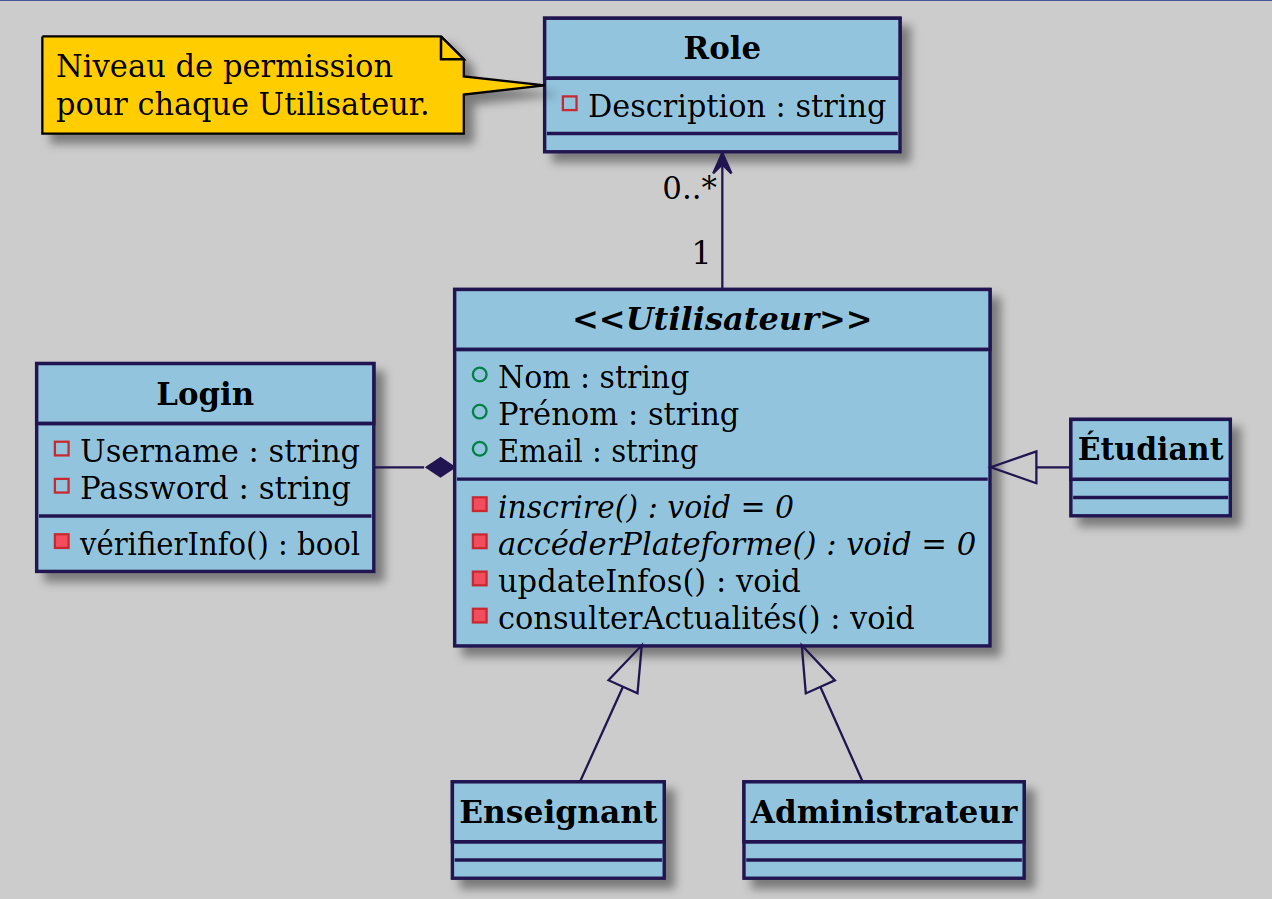 Niveau de permission
pour chaque Utilisateur.
Role
Description : string
0..*
1
<<Utilisateur>>
Nom : string
Prénom : string
Email : string
inscrire() : void = 0
accéderPlateforme() : void = 0
updateInfos() : void
consulterActualités() : void
Login
Username : string
Password : string
vérifierInfo() : bool
Étudiant
Enseignant
Administrateur